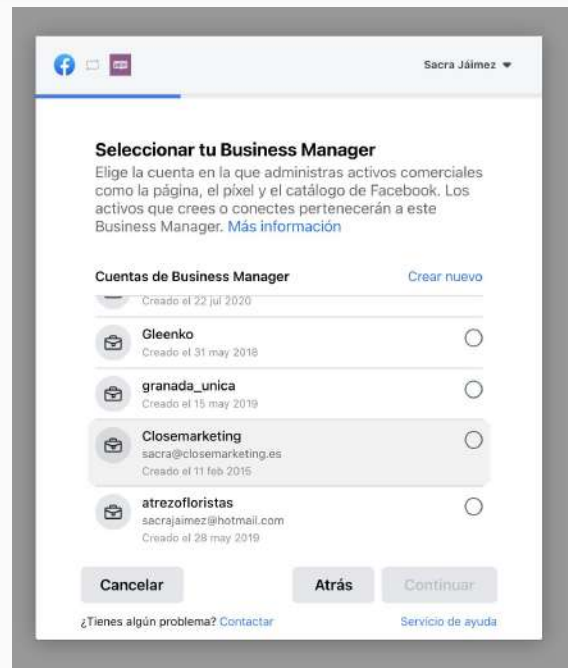 Sacra Jáimez
Seleccionar tu Business Manager
Elige la cuenta en la que administras activos comerciales
como la página, el píxel y el catálogo de Facebook. Los
activos que crees o conectes pertenecerán a este
Business Manager. Más información
Cuentas de Business Manager
Crear nuevo
Creado el 22 jul 2020
Gleenko
Creado el 31 may 2018
granada_unica
Creado el 15 may 2019
Closemarketing
sacra@closemarketing.es
Creado el 11 feb 2015
atrezofloristas
sacrajaimez@hotmail.com
Creado el 28 may 2019
Cancelar
Atrás
Continuar
¿Tienes algún problema? Contactar
Servicio de ayuda